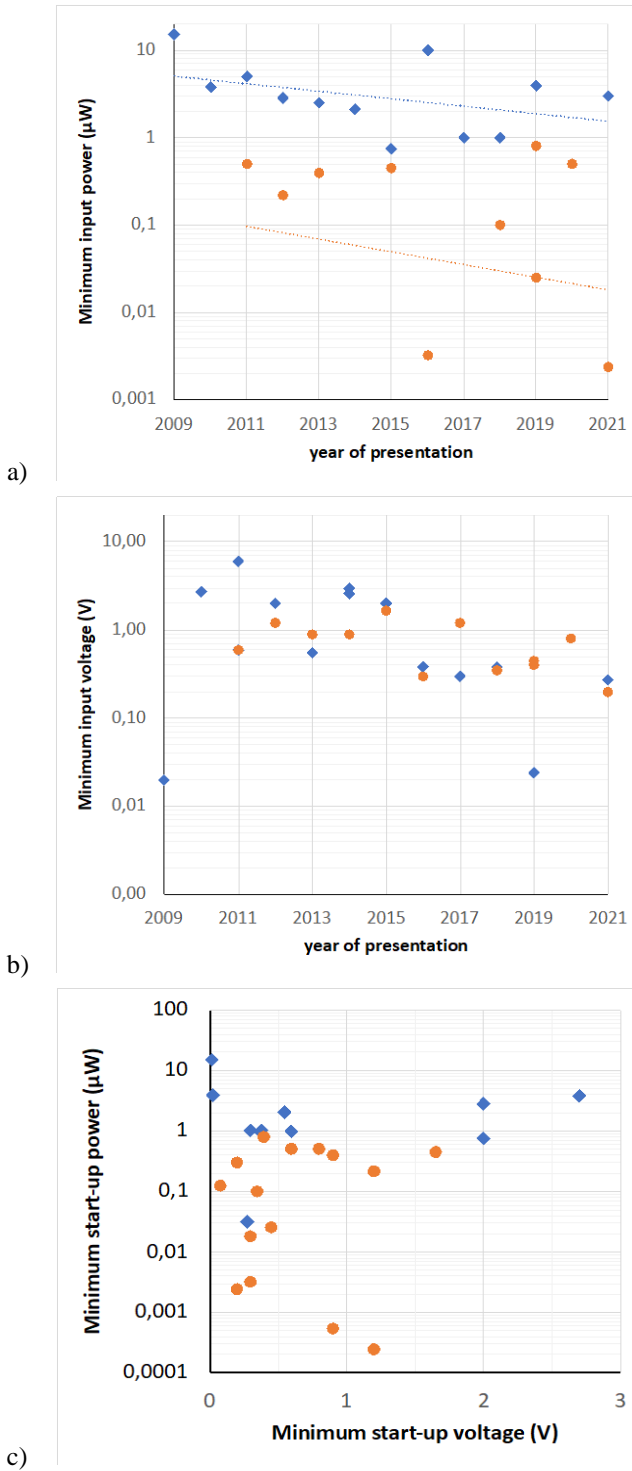 Minimum input power (µW)
10
1
0,1
0,01
0,001
2009 2011 2013 2015 2017 2019 2021
year of presentation
a)
Minimum input voltage (V)
10,00
1,00
0,10
0,01
0,00
2009 2011 2013 2015 2017 2019 2021
year of presentation
b)
Minimum start-up power (µW)
100
10
1
0,1
0,01
0,001
0,0001
0 1 2 3
Minimum start-up voltage (V)
c)